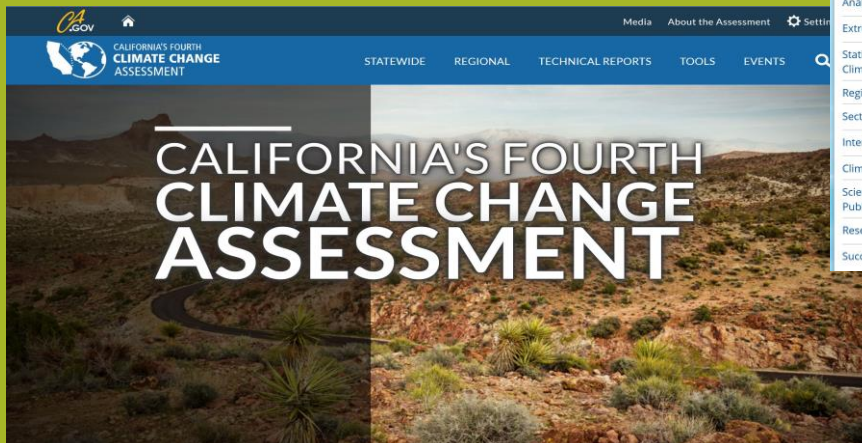 CA.GOV
Media About the Assessment
CALIFORNIA'S FOURTH
CLIMATE CHANGE
ASSESSMENT
STATEWIDE REGIONAL TECHNICAL REPORTS TOOLS EVENTS
CALIFORNIA'S FOURTH
CLIMATE CHANGE
ASSESSMENT